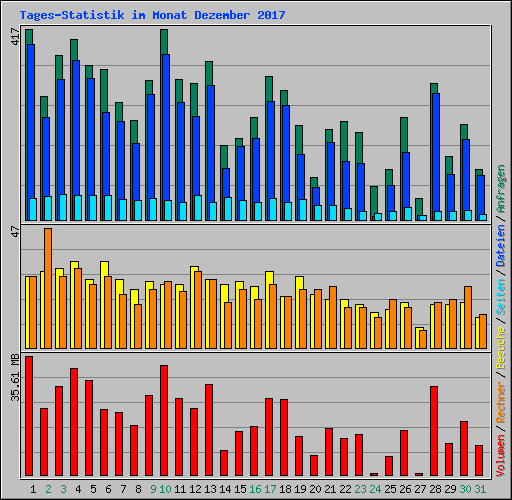 Tages-Statistik im Monat Dezember 2017
417
47
35.61 MB
Volumen / Rechner / Besuche / Seiten / Dateien / Anfragen
1 2 3 4 5 6 7 8 9 10 11 12 13 14 15 16 17 18 19 20 21 22 23 24 25 26 27 28 29 30 31